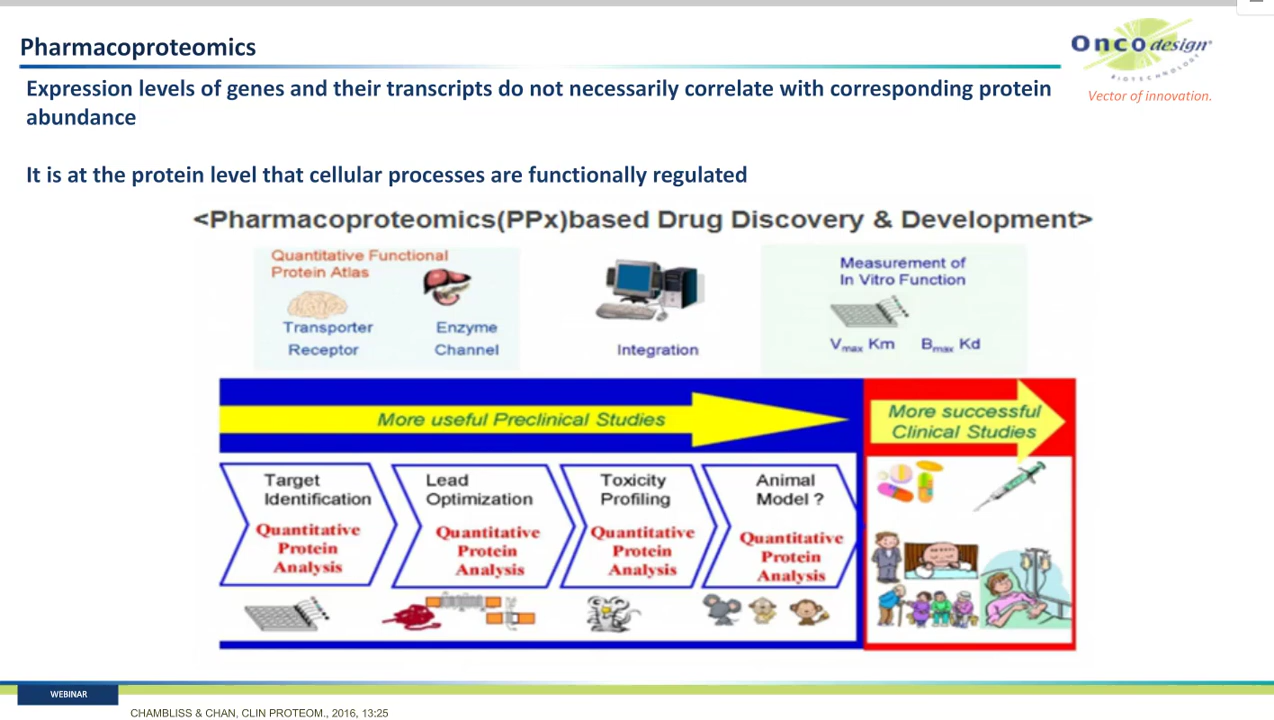 Pharmacoproteomics
Oncodesign®
BIOTECHNOLOGY
Vector of innovation.
Expression levels of genes and their transcripts do not necessarily correlate with corresponding protein
abundance
It is at the protein level that cellular processes are functionally regulated
<Pharmacoproteomics(PPx)based Drug Discovery & Development>
Quantitative Functional
Protein Atlas
Transporter
Receptor
Enzyme
Channel
Integration
Measurement of
In Vitro Function
Vmax Km Bmax Kd
More useful Preclinical Studies
More successful
Clinical Studies
Target
Identification
Quantitative
Protein
Analysis
Lead
Optimization
Quantitative
Protein
Analysis
Toxicity
Profiling
Quantitative
Protein
Analysis
Animal
Model ?
Quantitative
Protein
Analysis
WEBINAR
CHAMBLISS & CHAN, CLIN PROTEOM., 2016, 13:25